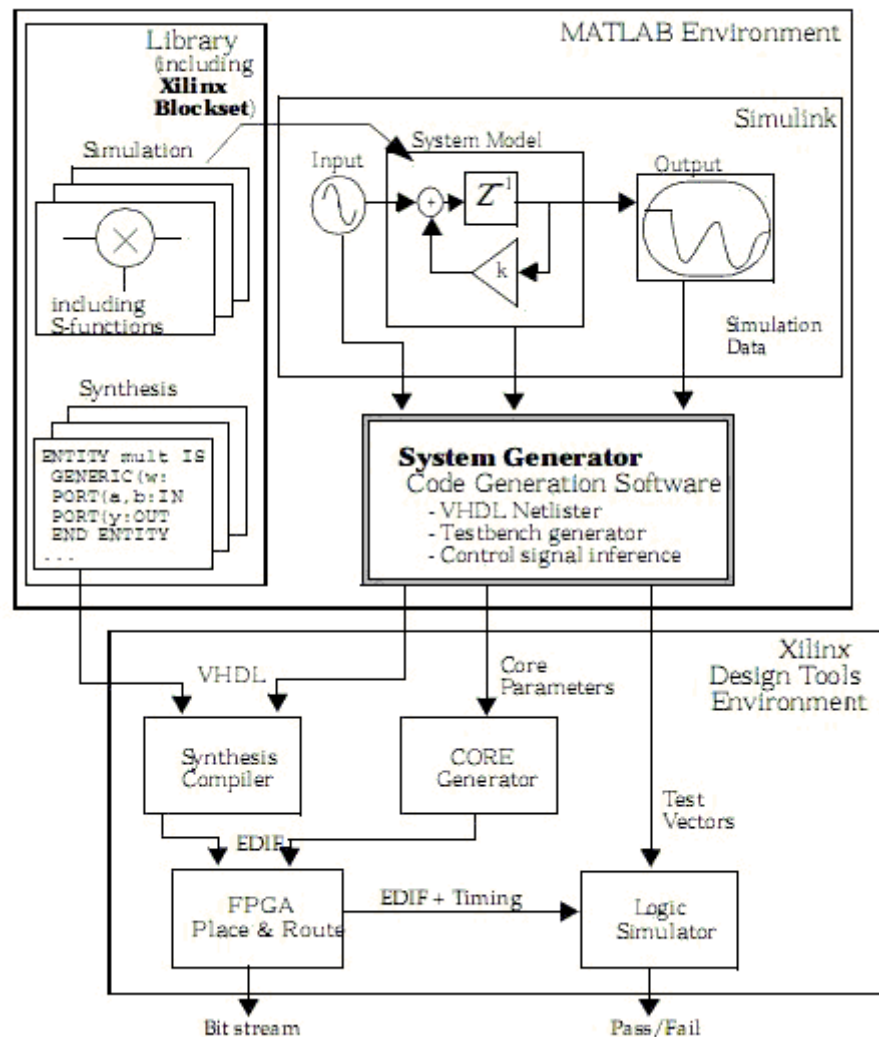 Library
(including
Xilinx
Blockset)
MATLAB Environment
Simulink
Simulation
including
S-functions
Input
System Model
+
Z⁻¹
k
Output
Simulation
Data
Synthesis
ENTITY mult IS
GENERIC(w:
PORT(a,b:IN
PORT(y:OUT
END ENTITY
...
System Generator
Code Generation Software
- VHDL Netlister
- Testbench generator
- Control signal inference
Xilinx
Design Tools
Environment
VHDL
Core
Parameters
Synthesis
Compiler
CORE
Generator
Test
Vectors
EDIF
FPGA
Place & Route
EDIF + Timing
Logic
Simulator
Bit stream
Pass/Fail